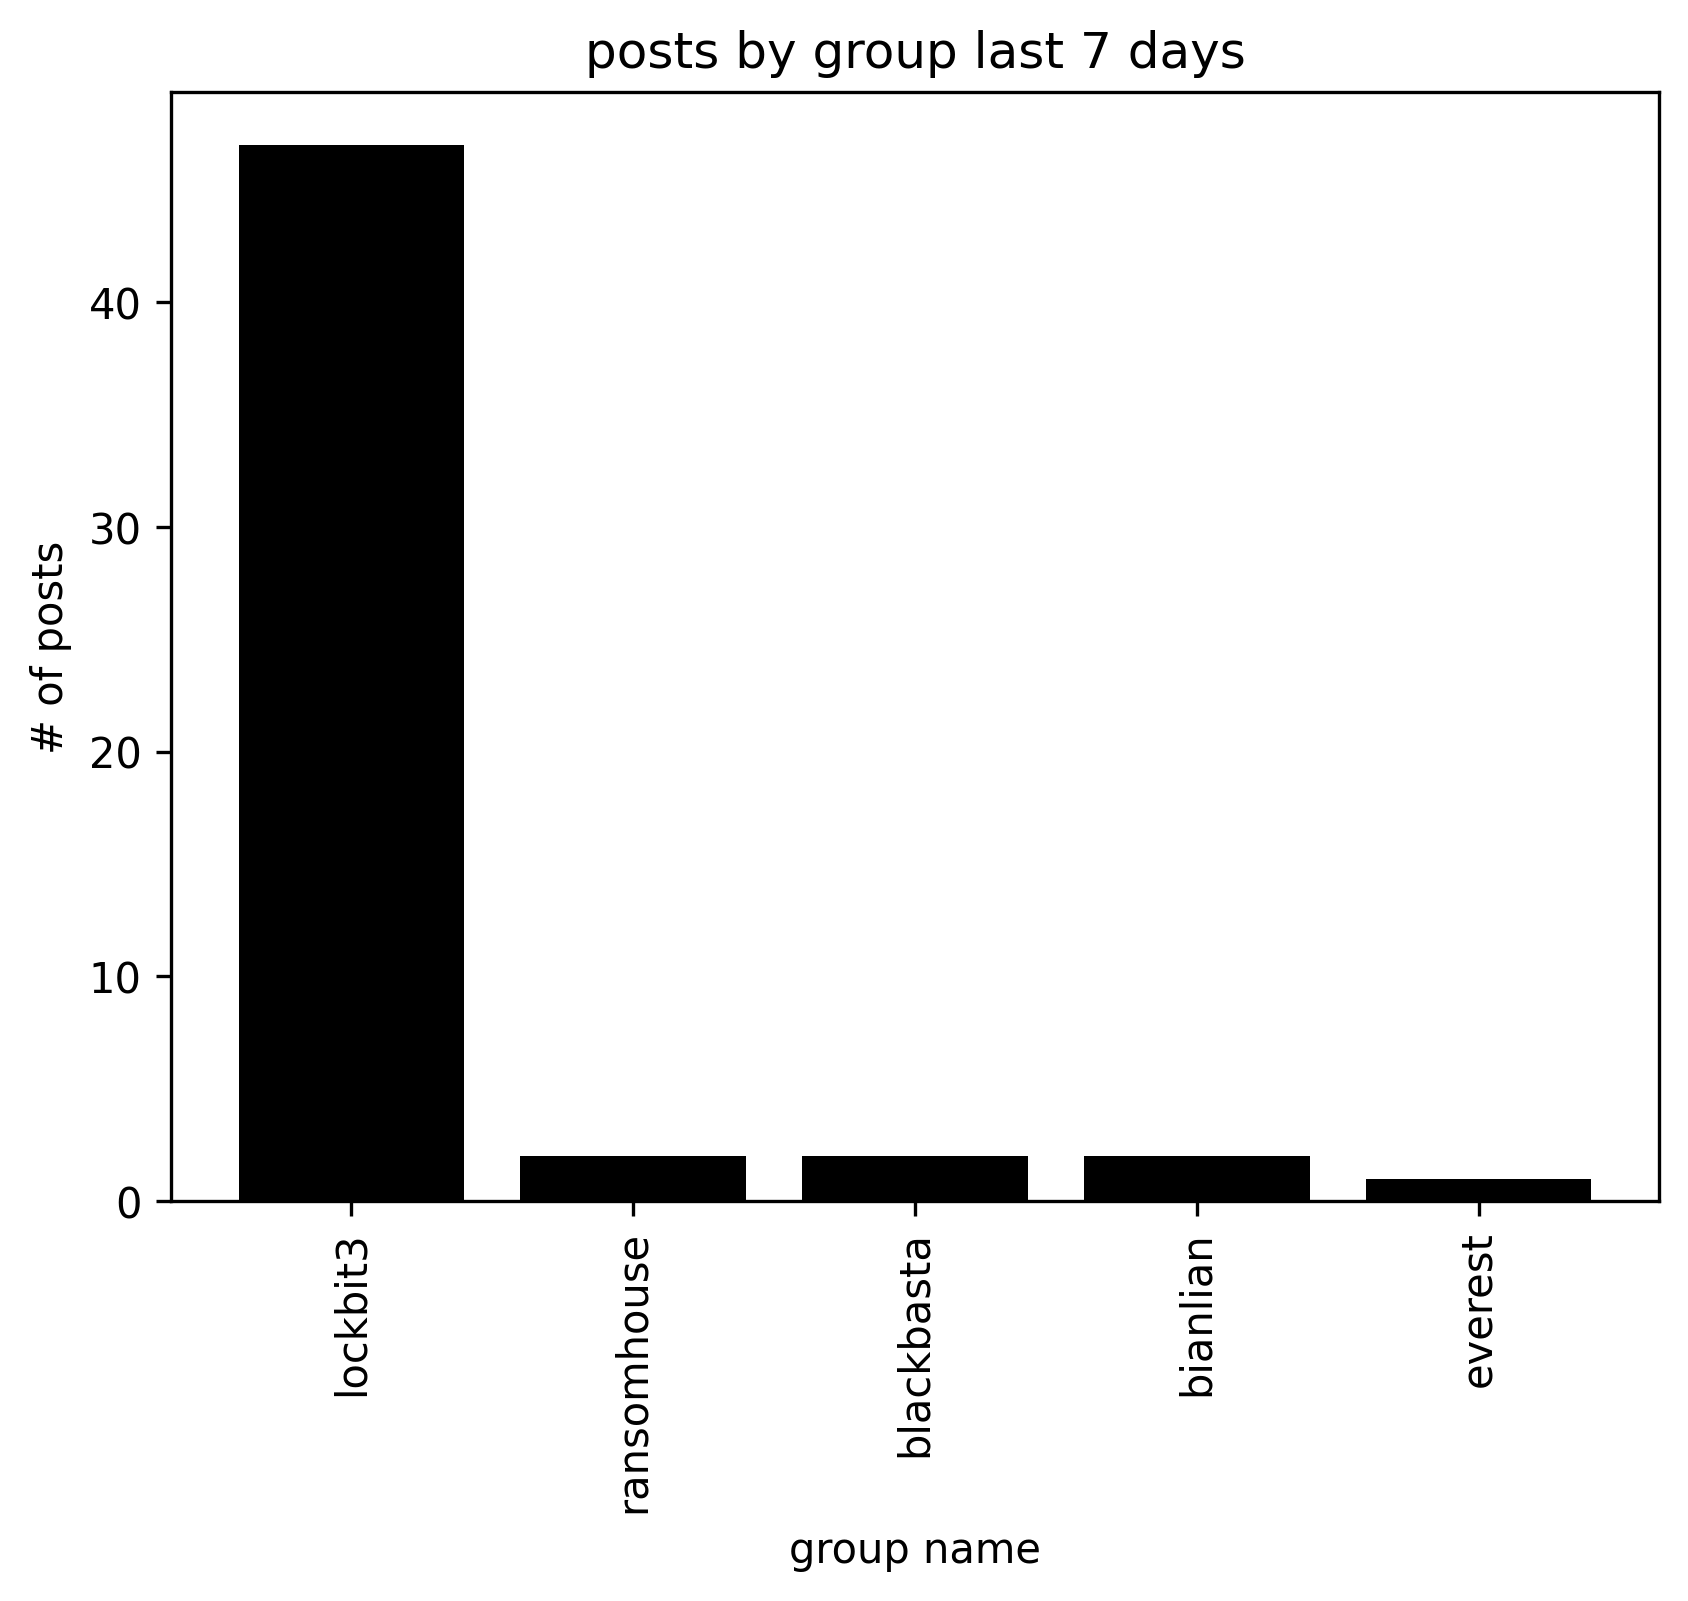 posts by group last 7 days
# of posts
40
30
20
10
0
lockbit3
ransomhouse
blackbasta
bianlian
everest
group name